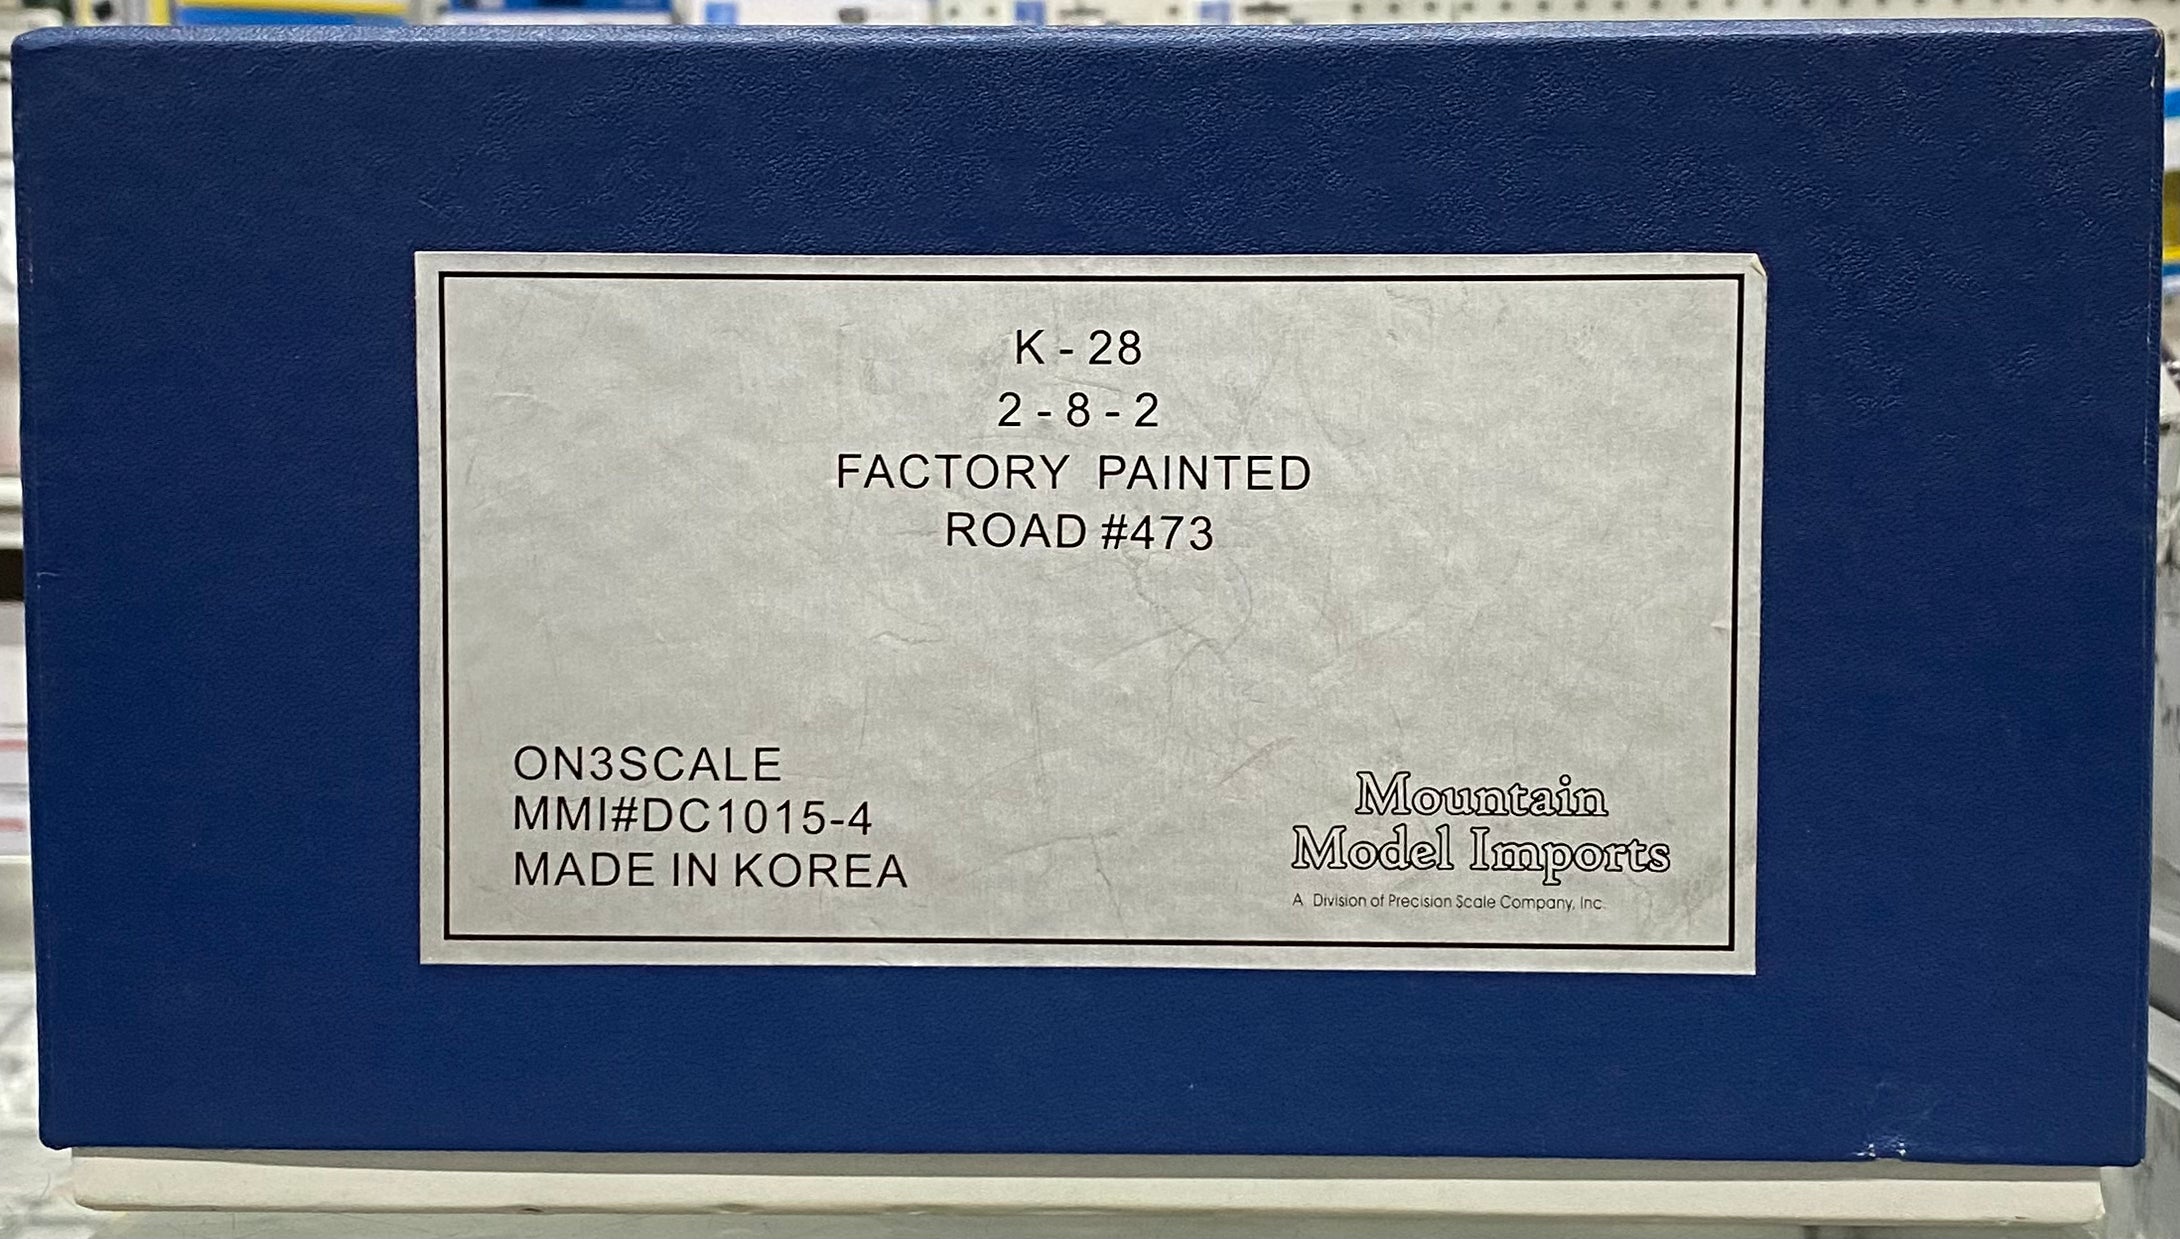 K - 28
2 - 8 - 2
FACTORY PAINTED
ROAD #473
ON3SCALE
MMI#DC1015-4
MADE IN KOREA
Mountain
Model Imports
A Division of Precision Scale Company, Inc.